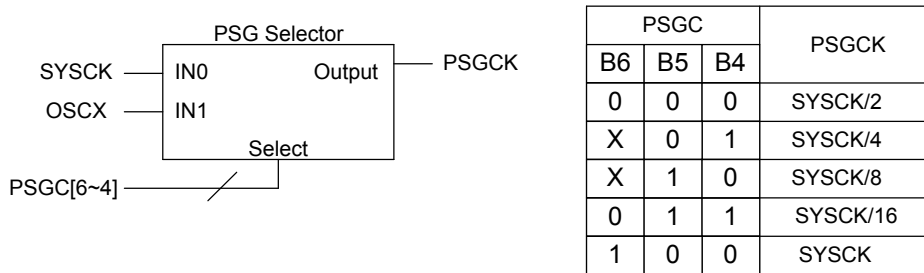 PSG Selector
SYSCK IN0 Output PSGCK
OSCX IN1
Select
PSGC[6~4]
PSGC PSGCK
B6 B5 B4
0 0 0 SYSCK/2
X 0 1 SYSCK/4
X 1 0 SYSCK/8
0 1 1 SYSCK/16
1 0 0 SYSCK